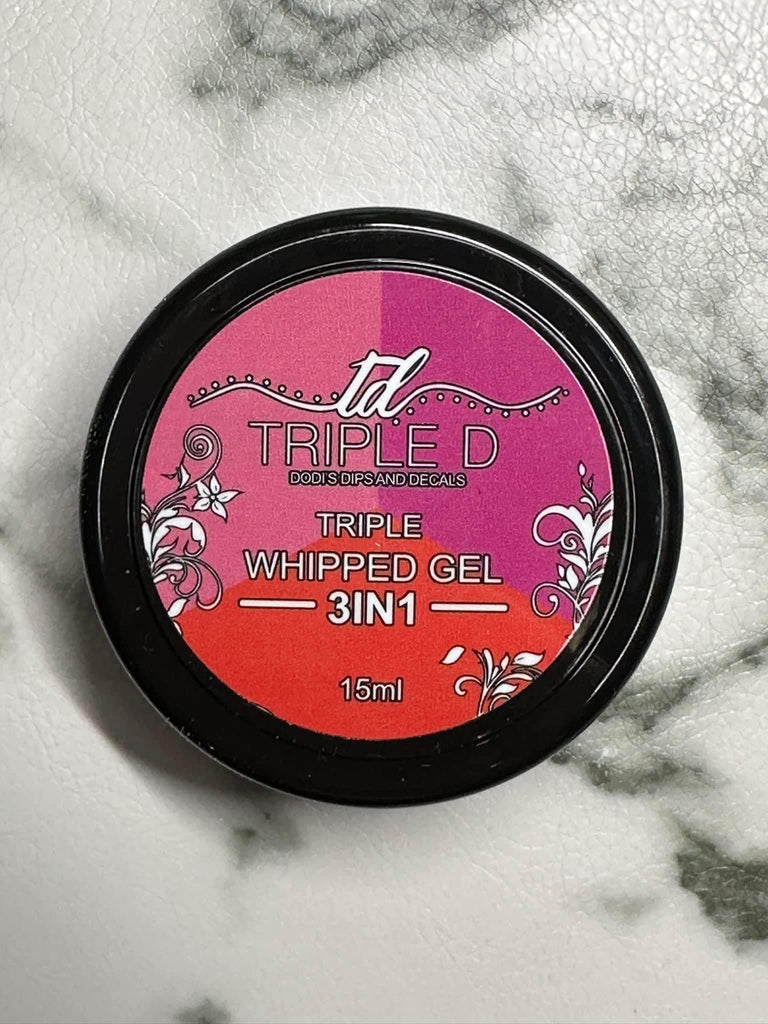 td
TRIPLE D
DODI'S DIPS AND DECALS
TRIPLE
WHIPPED GEL
3IN1
15ml